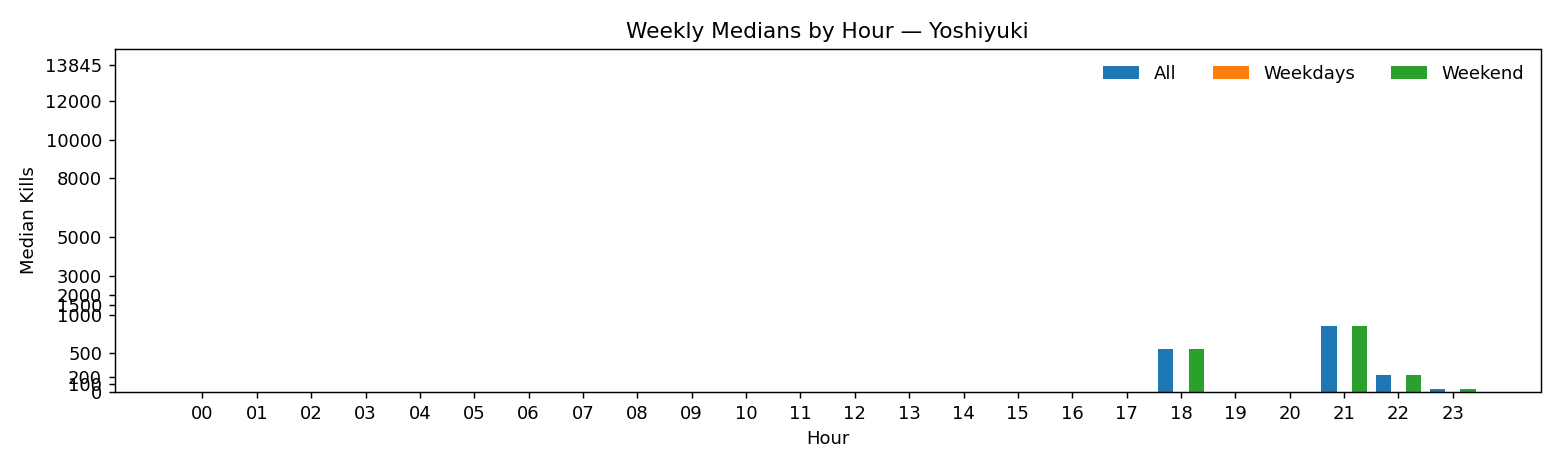 Weekly Medians by Hour — Yoshiyuki
All Weekdays Weekend
Median Kills
13845
12000
10000
8000
5000
3000
2000
1500
1000
500
200
100
0
00 01 02 03 04 05 06 07 08 09 10 11 12 13 14 15 16 17 18 19 20 21 22 23
Hour